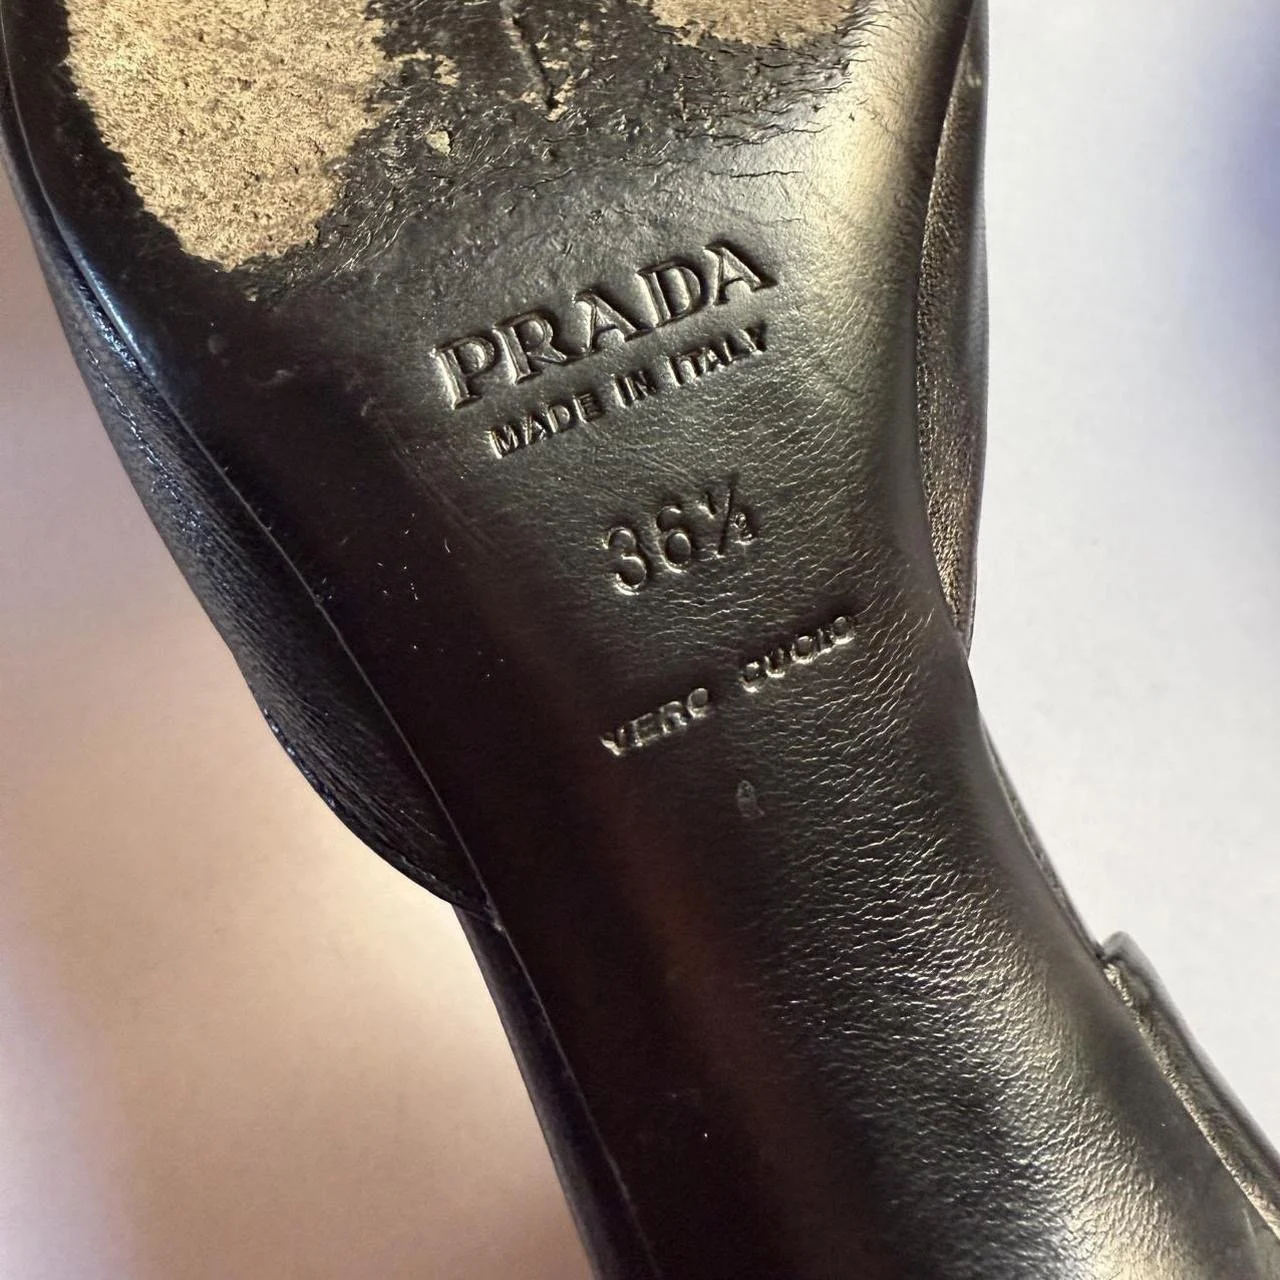 PRADA
MADE IN ITALY
36½
VERO CUOIO